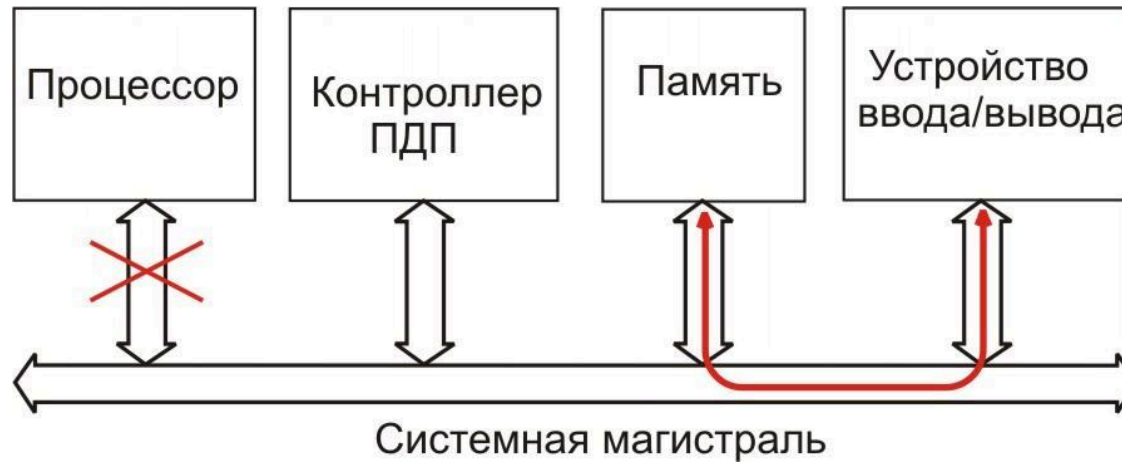 Процессор
Контроллер
ПДП
Память
Устройство
ввода/вывода
Системная магистраль